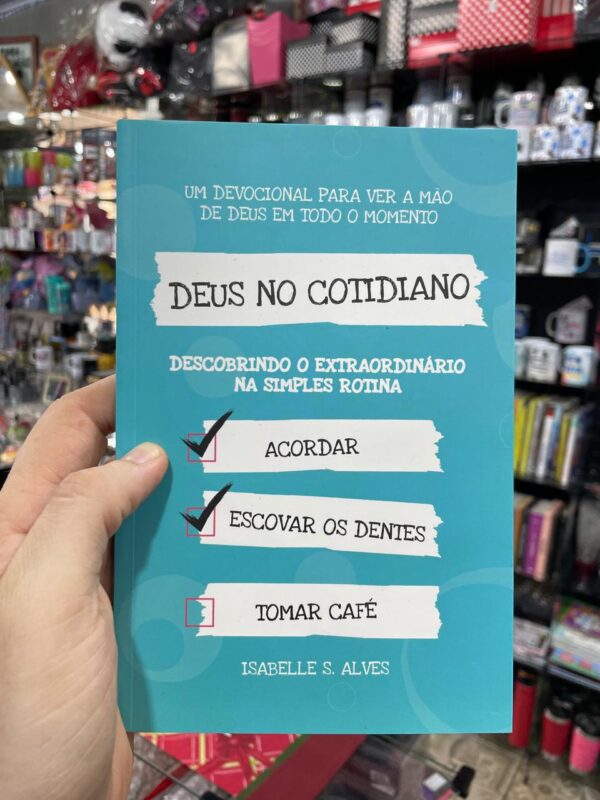 UM DEVOCIONAL PARA VER A MÃO
DE DEUS EM TODO O MOMENTO
DEUS NO COTIDIANO
DESCOBRINDO O EXTRAORDINÁRIO
NA SIMPLES ROTINA
ACORDAR
ESCOVAR OS DENTES
TOMAR CAFÉ
ISABELLE S. ALVES